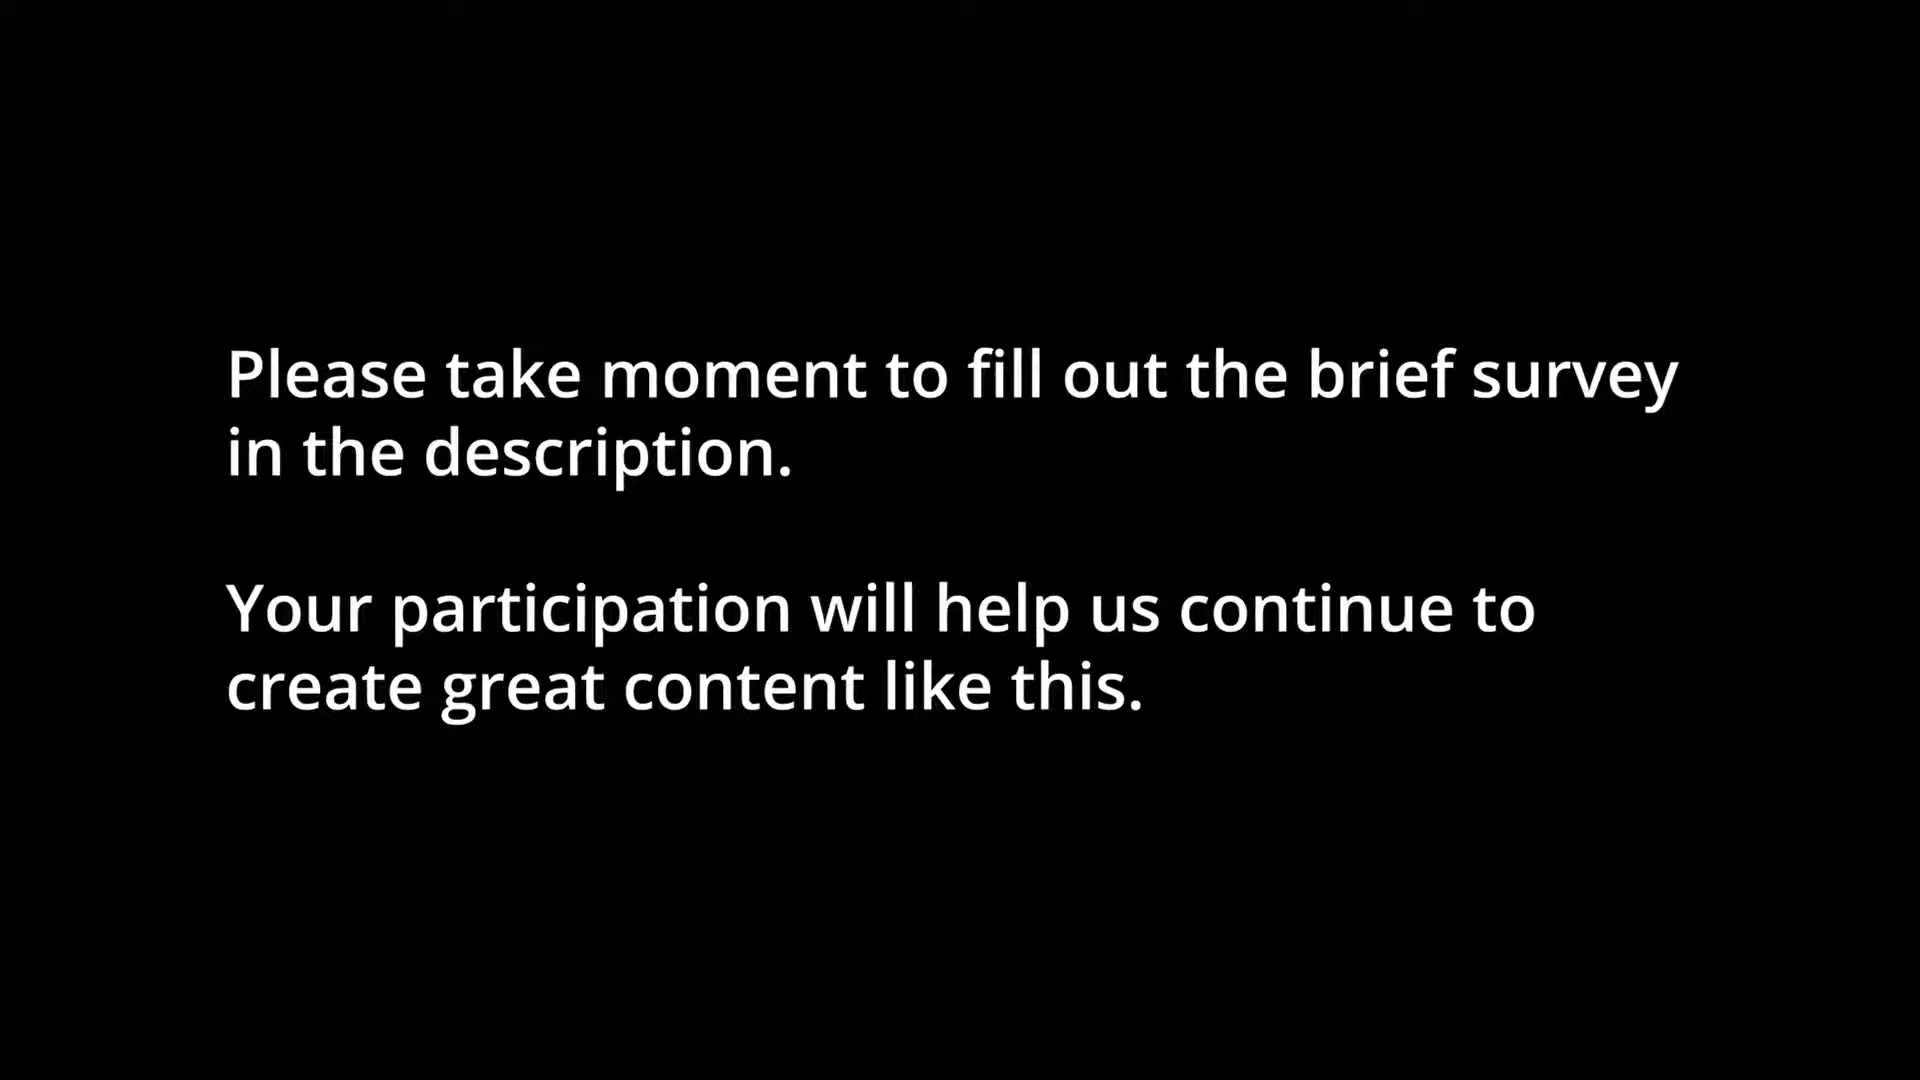 Please take moment to fill out the brief survey
in the description.
Your participation will help us continue to
create great content like this.